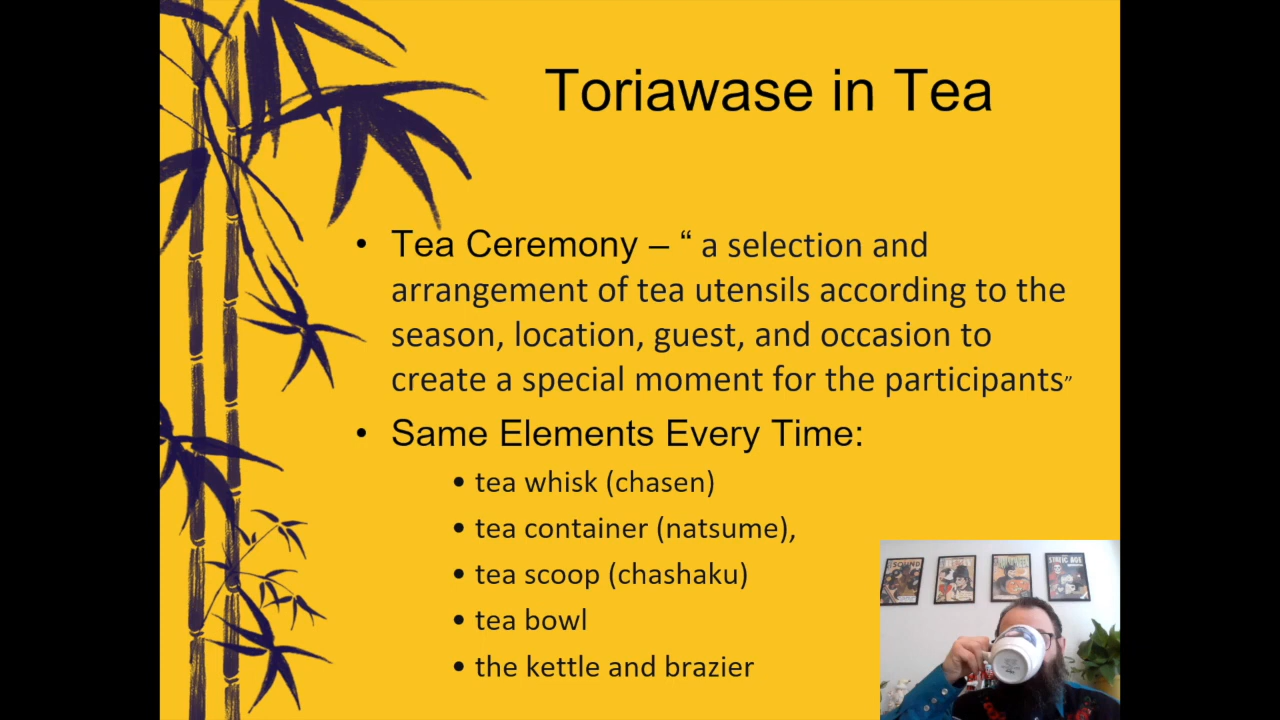 Toriawase in Tea
• Tea Ceremony – “ a selection and
arrangement of tea utensils according to the
season, location, guest, and occasion to
create a special moment for the participants”
• Same Elements Every Time:
• tea whisk (chasen)
• tea container (natsume),
• tea scoop (chashaku)
• tea bowl
• the kettle and brazier
SOUND